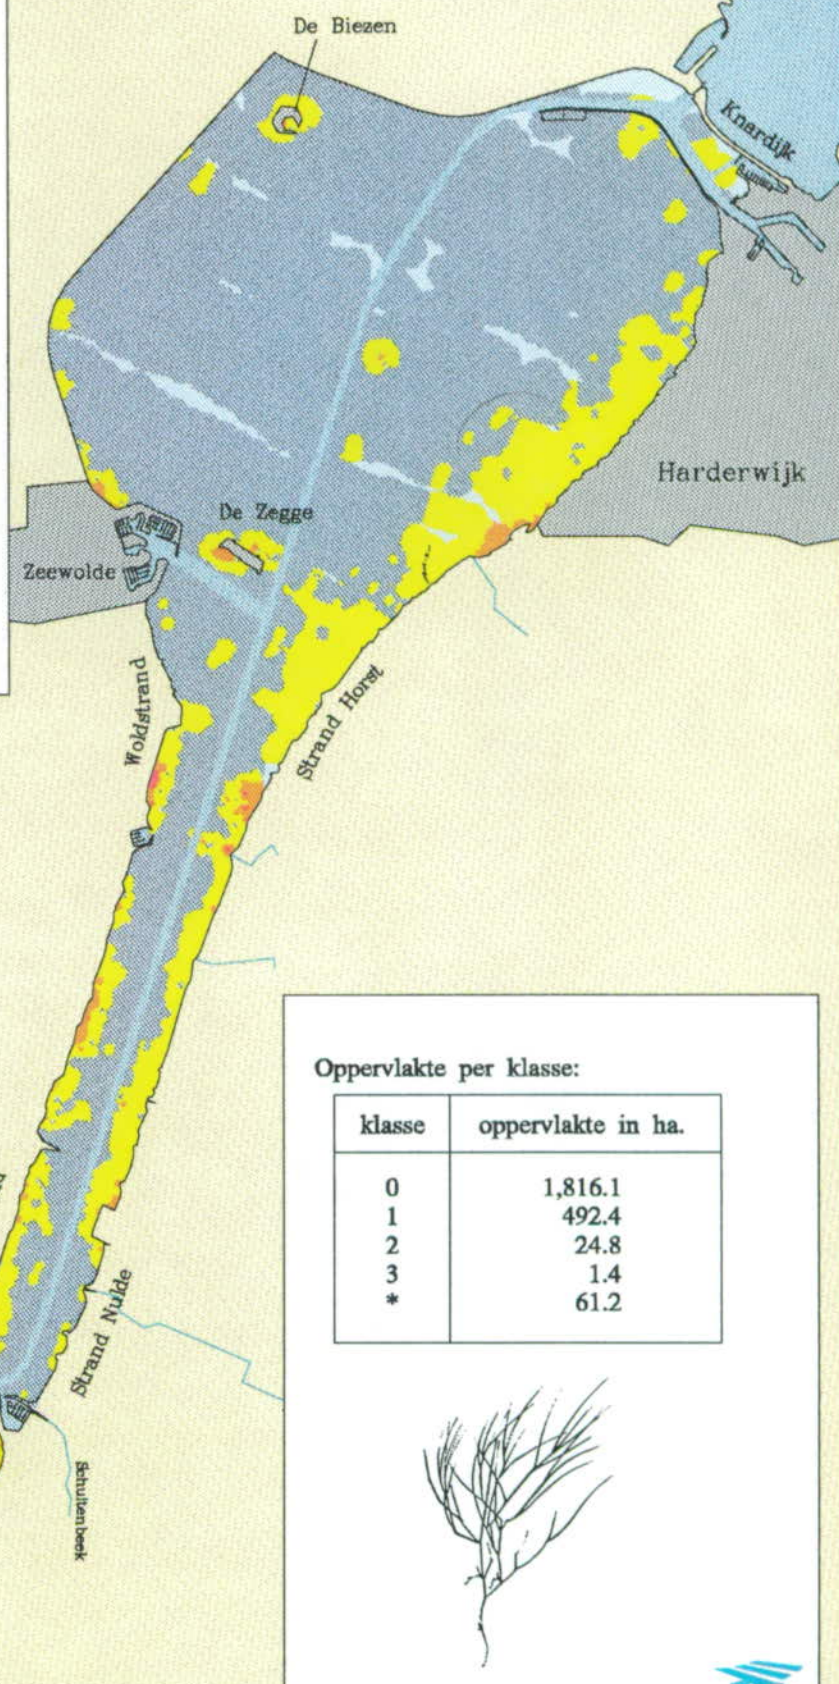 De Biezen
Knardijk
Harderwijk
De Zegge
Zeewolde
Woldstrand
Strand Horst
Strand Nulde
Schuitenbeek
Oppervlakte per klasse:
klasse oppervlakte in ha.
0 1,816.1
1 492.4
2 24.8
3 1.4
* 61.2